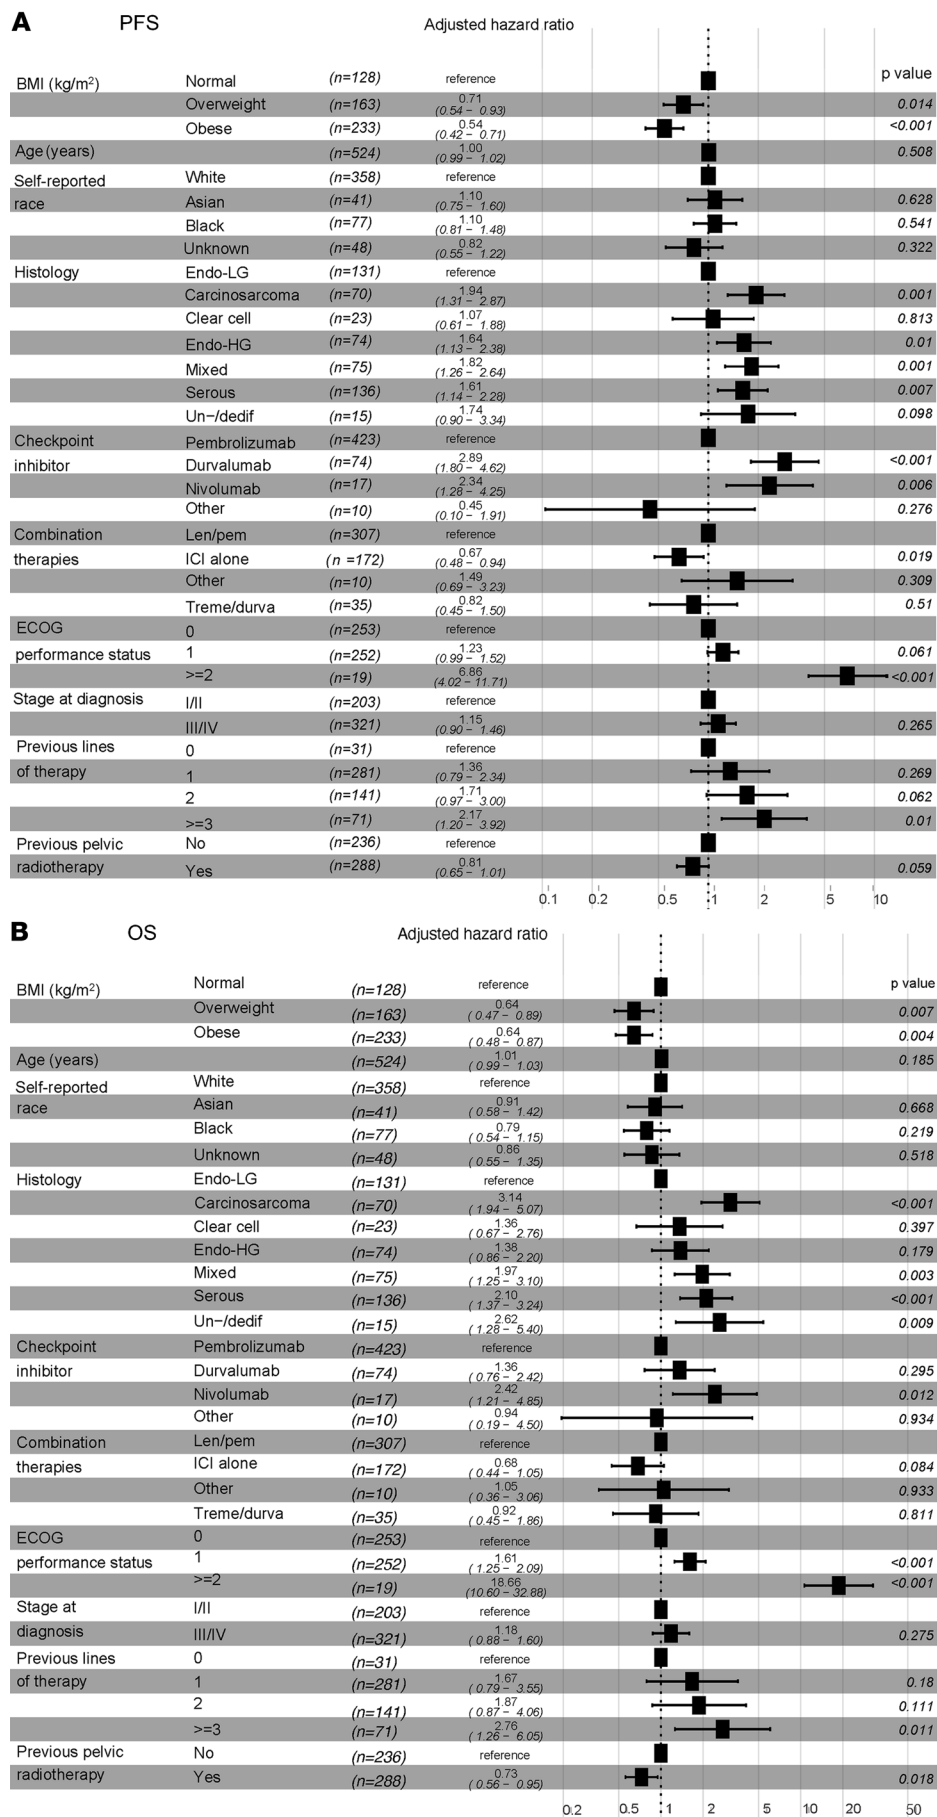 A PFS Adjusted hazard ratio
p value
BMI (kg/m²) Normal (n=128) reference
Overweight (n=163) 0.71 (0.54 – 0.93) 0.014
Obese (n=233) 0.54 (0.42 – 0.71) <0.001
Age (years) (n=524) 1.00 (0.99 – 1.02) 0.508
Self-reported White (n=358) reference
race Asian (n=41) 1.10 (0.75 – 1.60) 0.628
Black (n=77) 1.10 (0.81 – 1.48) 0.541
Unknown (n=48) 0.82 (0.55 – 1.22) 0.322
Histology Endo-LG (n=131) reference
Carcinosarcoma (n=70) 1.94 (1.31 – 2.87) 0.001
Clear cell (n=23) 1.07 (0.61 – 1.88) 0.813
Endo-HG (n=74) 1.64 (1.13 – 2.38) 0.01
Mixed (n=75) 1.82 (1.26 – 2.64) 0.001
Serous (n=136) 1.61 (1.14 – 2.28) 0.007
Un–/dedif (n=15) 1.74 (0.90 – 3.34) 0.098
Checkpoint Pembrolizumab (n=423) reference
inhibitor Durvalumab (n=74) 2.89 (1.80 – 4.62) <0.001
Nivolumab (n=17) 2.34 (1.28 – 4.25) 0.006
Other (n=10) 0.45 (0.10 – 1.91) 0.276
Combination Len/pem (n=307) reference
therapies ICI alone (n =172) 0.67 (0.48 – 0.94) 0.019
Other (n=10) 1.49 (0.69 – 3.23) 0.309
Treme/durva (n=35) 0.82 (0.45 – 1.50) 0.51
ECOG 0 (n=253) reference
performance status 1 (n=252) 1.23 (0.99 – 1.52) 0.061
>=2 (n=19) 6.86 (4.02 – 11.71) <0.001
Stage at diagnosis I/II (n=203) reference
III/IV (n=321) 1.15 (0.90 – 1.46) 0.265
Previous lines 0 (n=31) reference
of therapy 1 (n=281) 1.36 (0.79 – 2.34) 0.269
2 (n=141) 1.71 (0.97 – 3.00) 0.062
>=3 (n=71) 2.17 (1.20 – 3.92) 0.01
Previous pelvic No (n=236) reference
radiotherapy Yes (n=288) 0.81 (0.65 – 1.01) 0.059
0.1 0.2 0.5 1 2 5 10
B OS Adjusted hazard ratio
BMI (kg/m²) Normal (n=128) reference p value
Overweight (n=163) 0.64 ( 0.47 – 0.89) 0.007
Obese (n=233) 0.64 ( 0.48 – 0.87) 0.004
Age (years) (n=524) 1.01 ( 0.99 – 1.03) 0.185
Self-reported White (n=358) reference
race Asian (n=41) 0.91 ( 0.58 – 1.42) 0.668
Black (n=77) 0.79 ( 0.54 – 1.15) 0.219
Unknown (n=48) 0.86 ( 0.55 – 1.35) 0.518
Histology Endo-LG (n=131) reference
Carcinosarcoma (n=70) 3.14 ( 1.94 – 5.07) <0.001
Clear cell (n=23) 1.36 ( 0.67 – 2.76) 0.397
Endo-HG (n=74) 1.38 ( 0.86 – 2.20) 0.179
Mixed (n=75) 1.97 ( 1.25 – 3.10) 0.003
Serous (n=136) 2.10 ( 1.37 – 3.24) <0.001
Un–/dedif (n=15) 2.62 ( 1.28 – 5.40) 0.009
Checkpoint Pembrolizumab (n=423) reference
inhibitor Durvalumab (n=74) 1.36 ( 0.76 – 2.42) 0.295
Nivolumab (n=17) 2.42 ( 1.21 – 4.85) 0.012
Other (n=10) 0.94 ( 0.19 – 4.50) 0.934
Combination Len/pem (n=307) reference
therapies ICI alone (n=172) 0.68 ( 0.44 – 1.05) 0.084
Other (n=10) 1.05 ( 0.36 – 3.06) 0.933
Treme/durva (n=35) 0.92 ( 0.45 – 1.86) 0.811
ECOG 0 (n=253) reference
performance status 1 (n=252) 1.61 ( 1.25 – 2.09) <0.001
>=2 (n=19) 18.66 (10.60 – 32.88) <0.001
Stage at I/II (n=203) reference
diagnosis III/IV (n=321) 1.18 ( 0.88 – 1.60) 0.275
Previous lines 0 (n=31) reference
of therapy 1 (n=281) 1.67 ( 0.79 – 3.55) 0.18
2 (n=141) 1.87 ( 0.87 – 4.06) 0.111
>=3 (n=71) 2.76 ( 1.26 – 6.05) 0.011
Previous pelvic No (n=236) reference
radiotherapy Yes (n=288) 0.73 ( 0.56 – 0.95) 0.018
0.2 0.5 1 2 5 10 20 50